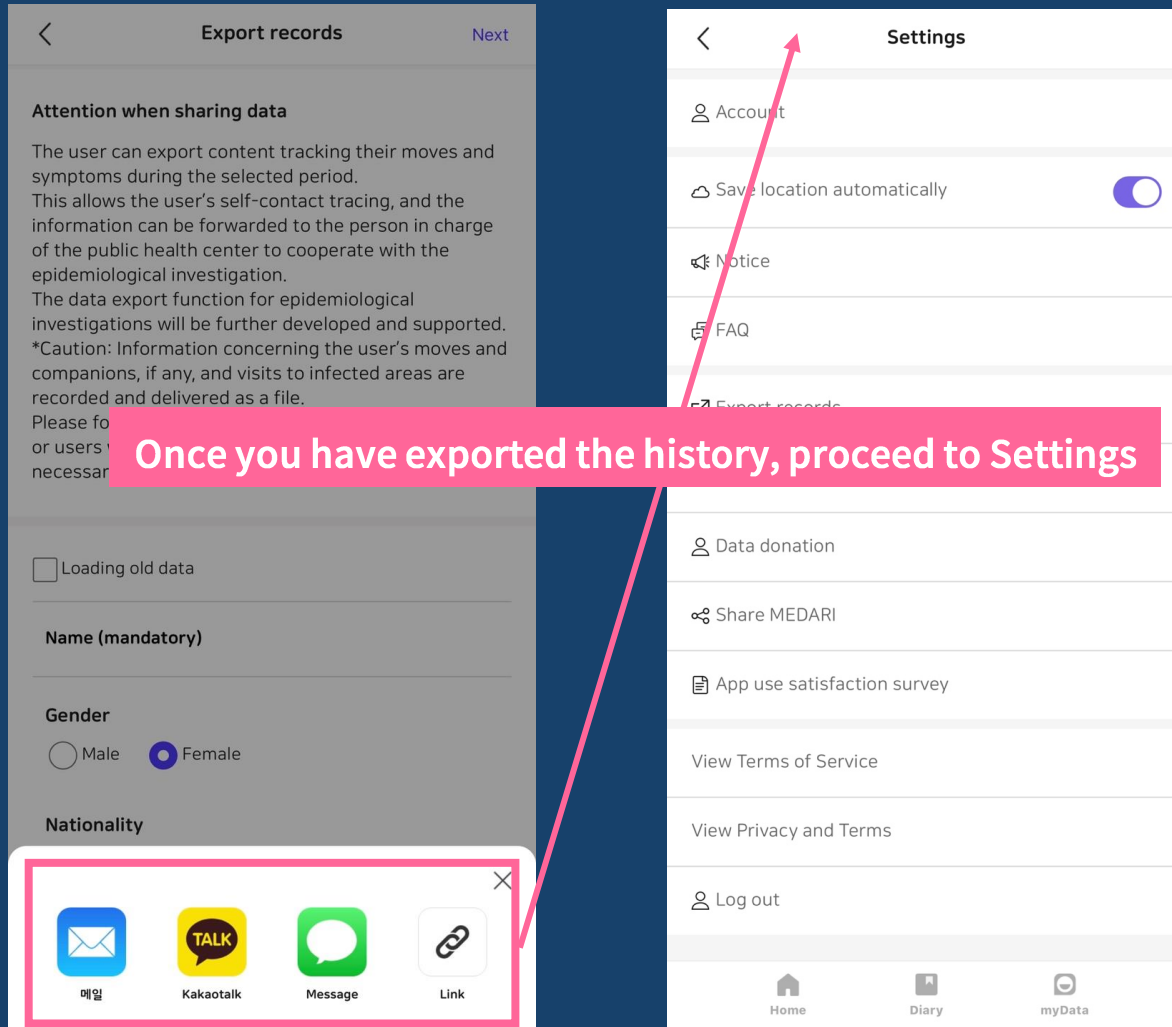 Export records
Next
Attention when sharing data
The user can export content tracking their moves and
symptoms during the selected period.
This allows the user's self-contact tracing, and the
information can be forwarded to the person in charge
of the public health center to cooperate with the
epidemiological investigation.
The data export function for epidemiological
investigations will be further developed and supported.
*Caution: Information concerning the user's moves and
companions, if any, and visits to infected areas are
recorded and delivered as a file.
Please
or users
Once you have exported the history, proceed to Settings
Loading old data
Name (mandatory)
Gender
Male
Female
Nationality
TALK
메일
Kakaotalk
Message
Link
Settings
Account
Save location automatically
Notice
FAQ
Export records
Data donation
Share MEDARI
App use satisfaction survey
View Terms of Service
View Privacy and Terms
Log out
Home
Diary
myData